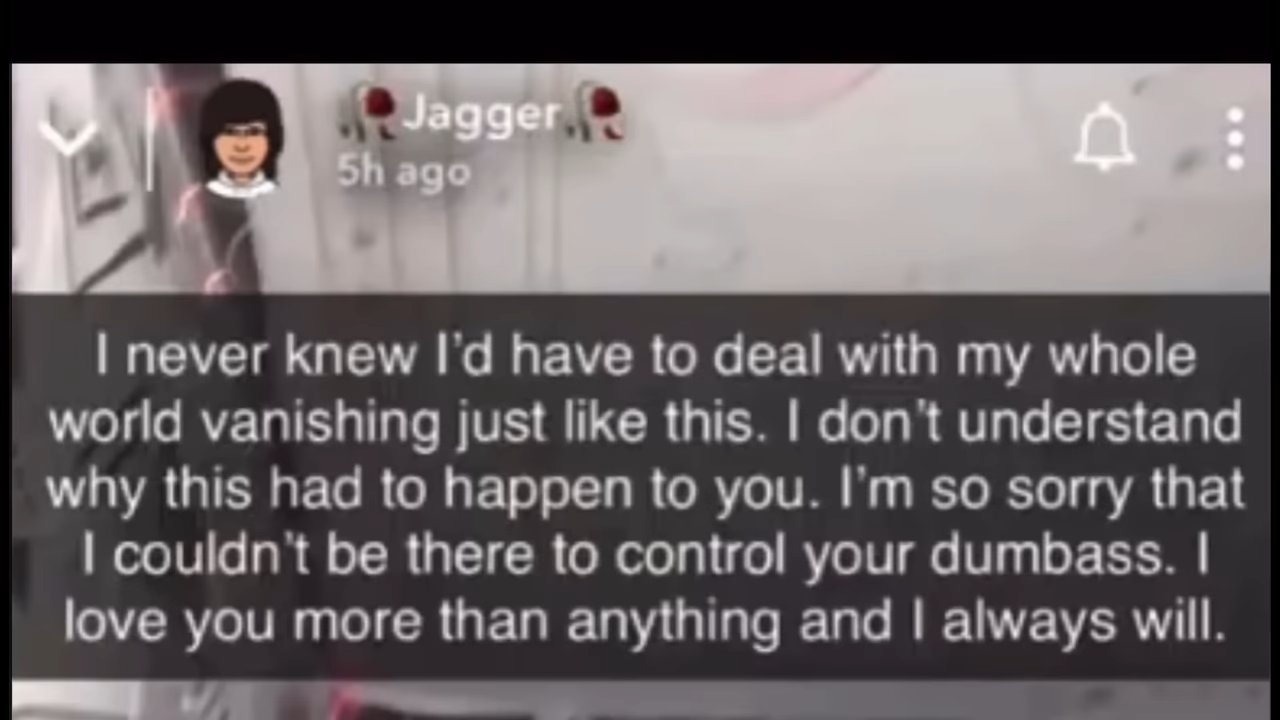 🥀Jagger🥀
5h ago
I never knew I'd have to deal with my whole
world vanishing just like this. I don't understand
why this had to happen to you. I'm so sorry that
I couldn't be there to control your dumbass. I
love you more than anything and I always will.